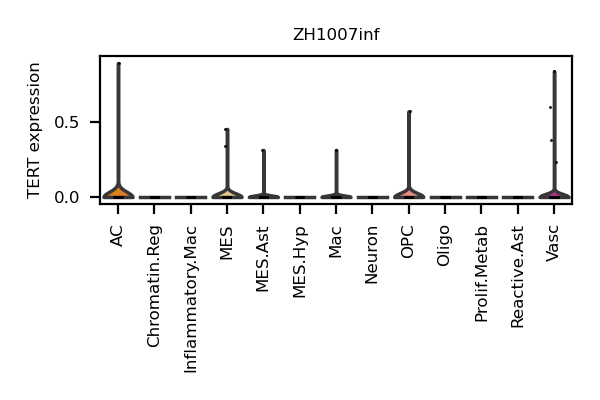 ZH1007inf
TERT expression
0.5
0.0
AC
Chromatin.Reg
Inflammatory.Mac
MES
MES.Ast
MES.Hyp
Mac
Neuron
OPC
Oligo
Prolif.Metab
Reactive.Ast
Vasc